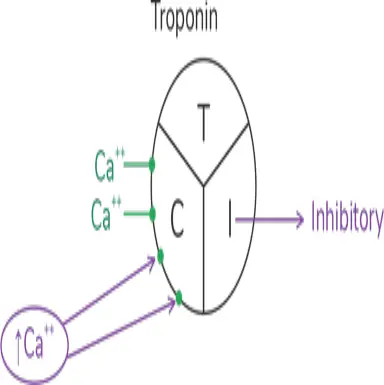 Troponin
T
Ca⁺⁺
Ca⁺⁺
C
I
Inhibitory
↑Ca⁺⁺